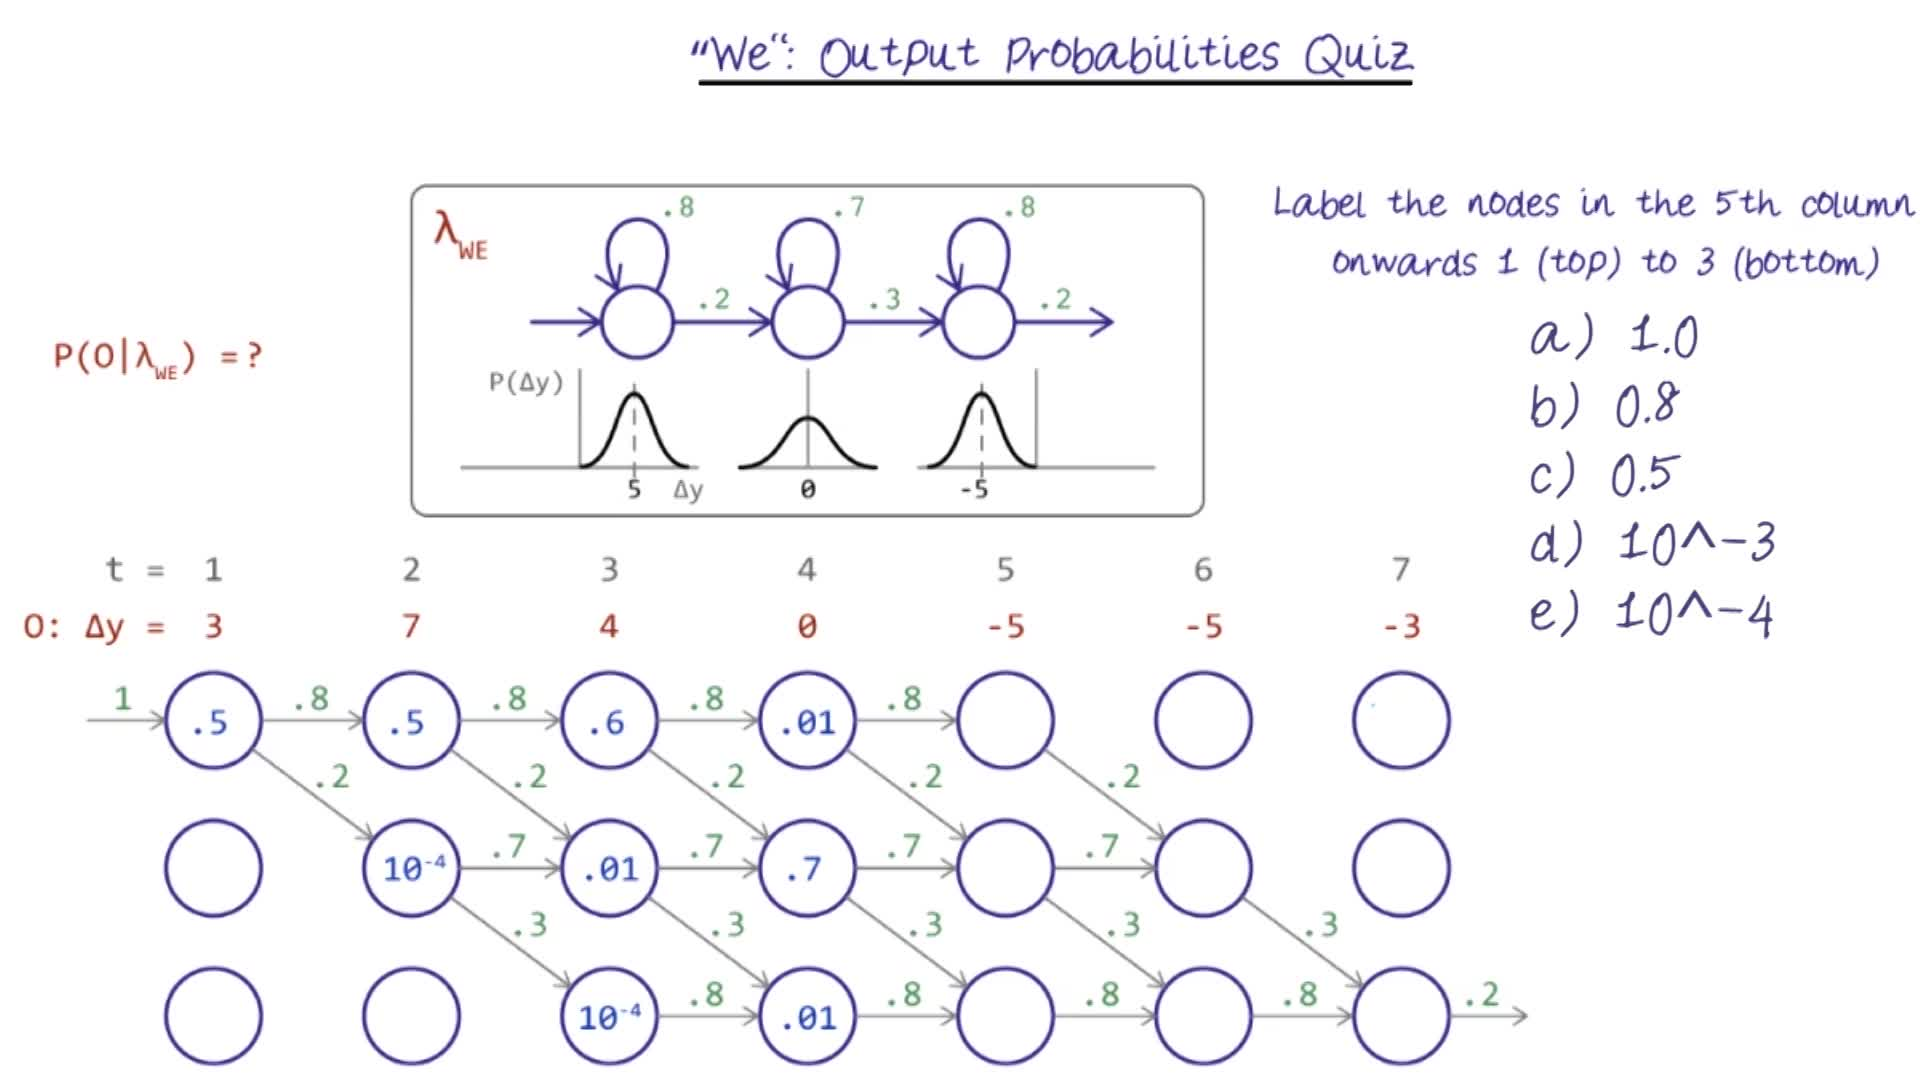 "We": Output Probabilities Quiz
λWE
.8 .7 .8
.2 .3 .2
P(Δy)
5 Δy 0 -5
P(O|λWE) = ?
Label the nodes in the 5th column
onwards 1 (top) to 3 (bottom)
a) 1.0
b) 0.8
c) 0.5
d) 10^-3
e) 10^-4
t = 1 2 3 4 5 6 7
O: Δy = 3 7 4 0 -5 -5 -3
1 .5 .8 .5 .8 .6 .8 .01 .8
.2 .2 .2 .2 .2
10⁻⁴ .7 .01 .7 .7 .7 .7
.3 .3 .3 .3 .3
10⁻⁴ .8 .01 .8 .8 .8 .2